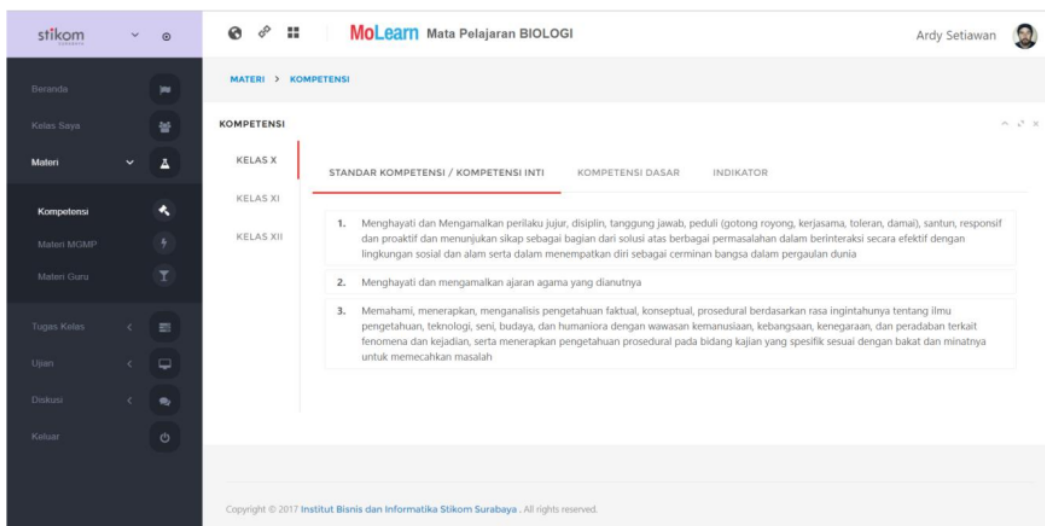 stikom
SURABAYA
MoLearn Mata Pelajaran BIOLOGI
Ardy Setiawan
Beranda
Kelas Saya
Materi
Kompetensi
Materi MGMP
Materi Guru
Tugas Kelas
Ujian
Diskusi
Keluar
MATERI > KOMPETENSI
KOMPETENSI
KELAS X
KELAS XI
KELAS XII
STANDAR KOMPETENSI / KOMPETENSI INTI
KOMPETENSI DASAR
INDIKATOR
1. Menghayati dan Mengamalkan perilaku jujur, disiplin, tanggung jawab, peduli (gotong royong, kerjasama, toleran, damai), santun, responsif
dan proaktif dan menunjukan sikap sebagai bagian dari solusi atas berbagai permasalahan dalam berinteraksi secara efektif dengan
lingkungan sosial dan alam serta dalam menempatkan diri sebagai cerminan bangsa dalam pergaulan dunia
2. Menghayati dan mengamalkan ajaran agama yang dianutnya
3. Memahami, menerapkan, menganalisis pengetahuan faktual, konseptual, prosedural berdasarkan rasa ingintahunya tentang ilmu
pengetahuan, teknologi, seni, budaya, dan humaniora dengan wawasan kemanusiaan, kebangsaan, kenegaraan, dan peradaban terkait
fenomena dan kejadian, serta menerapkan pengetahuan prosedural pada bidang kajian yang spesifik sesuai dengan bakat dan minatnya
untuk memecahkan masalah
Copyright © 2017 Institut Bisnis dan Informatika Stikom Surabaya . All rights reserved.